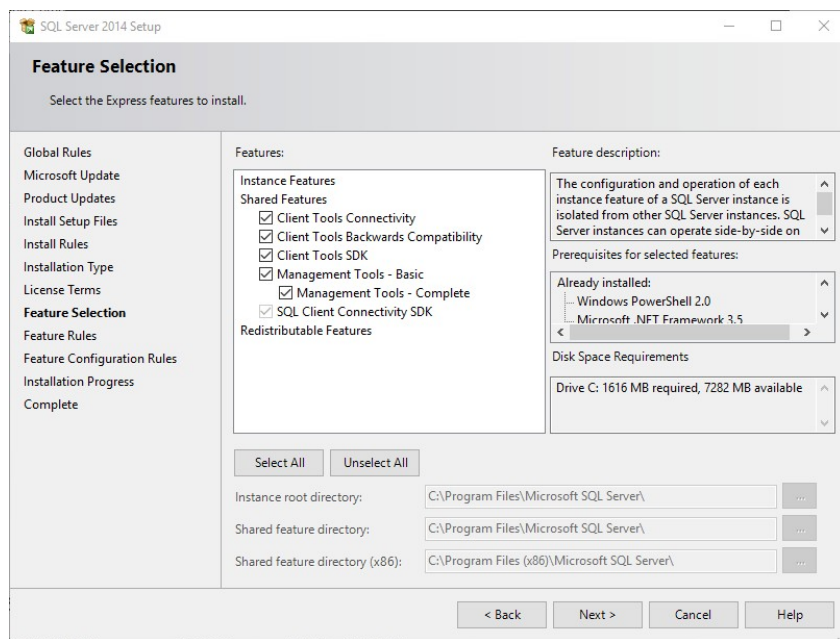 SQL Server 2014 Setup
Feature Selection
Select the Express features to install.
Global Rules
Microsoft Update
Product Updates
Install Setup Files
Install Rules
Installation Type
License Terms
Feature Selection
Feature Rules
Feature Configuration Rules
Installation Progress
Complete
Features:
Instance Features
Shared Features
Client Tools Connectivity
Client Tools Backwards Compatibility
Client Tools SDK
Management Tools - Basic
Management Tools - Complete
SQL Client Connectivity SDK
Redistributable Features
Feature description:
The configuration and operation of each
instance feature of a SQL Server instance is
isolated from other SQL Server instances. SQL
Server instances can operate side-by-side on
Prerequisites for selected features:
Already installed:
Windows PowerShell 2.0
Microsoft .NET Framework 3.5
Disk Space Requirements
Drive C: 1616 MB required, 7282 MB available
Select All
Unselect All
Instance root directory:
C:\Program Files\Microsoft SQL Server\
...
Shared feature directory:
C:\Program Files\Microsoft SQL Server\
...
Shared feature directory (x86):
C:\Program Files (x86)\Microsoft SQL Server\
...
< Back
Next >
Cancel
Help